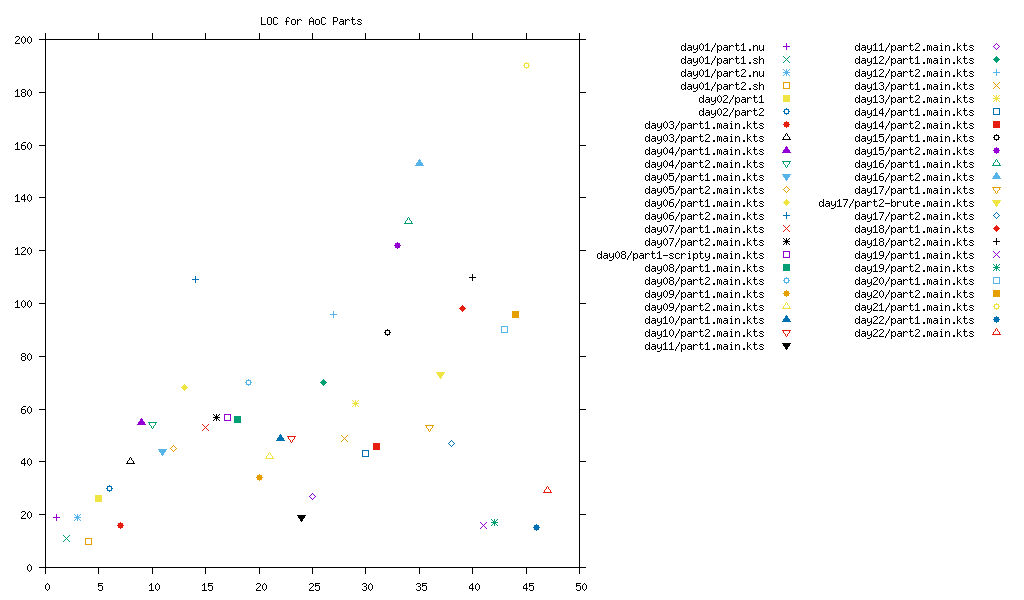 LOC for AoC Parts
200
180
160
140
120
100
80
60
40
20
0
0 5 10 15 20 25 30 35 40 45 50
day01/part1.nu
day01/part1.sh
day01/part2.nu
day01/part2.sh
day02/part1
day02/part2
day03/part1.main.kts
day03/part2.main.kts
day04/part1.main.kts
day04/part2.main.kts
day05/part1.main.kts
day05/part2.main.kts
day06/part1.main.kts
day06/part2.main.kts
day07/part1.main.kts
day07/part2.main.kts
day08/part1-scripty.main.kts
day08/part1.main.kts
day08/part2.main.kts
day09/part1.main.kts
day09/part2.main.kts
day10/part1.main.kts
day10/part2.main.kts
day11/part1.main.kts
day11/part2.main.kts
day12/part1.main.kts
day12/part2.main.kts
day13/part1.main.kts
day13/part2.main.kts
day14/part1.main.kts
day14/part2.main.kts
day15/part1.main.kts
day15/part2.main.kts
day16/part1.main.kts
day16/part2.main.kts
day17/part1.main.kts
day17/part2-brute.main.kts
day17/part2.main.kts
day18/part1.main.kts
day18/part2.main.kts
day19/part1.main.kts
day19/part2.main.kts
day20/part1.main.kts
day20/part2.main.kts
day21/part1.main.kts
day22/part1.main.kts
day22/part2.main.kts